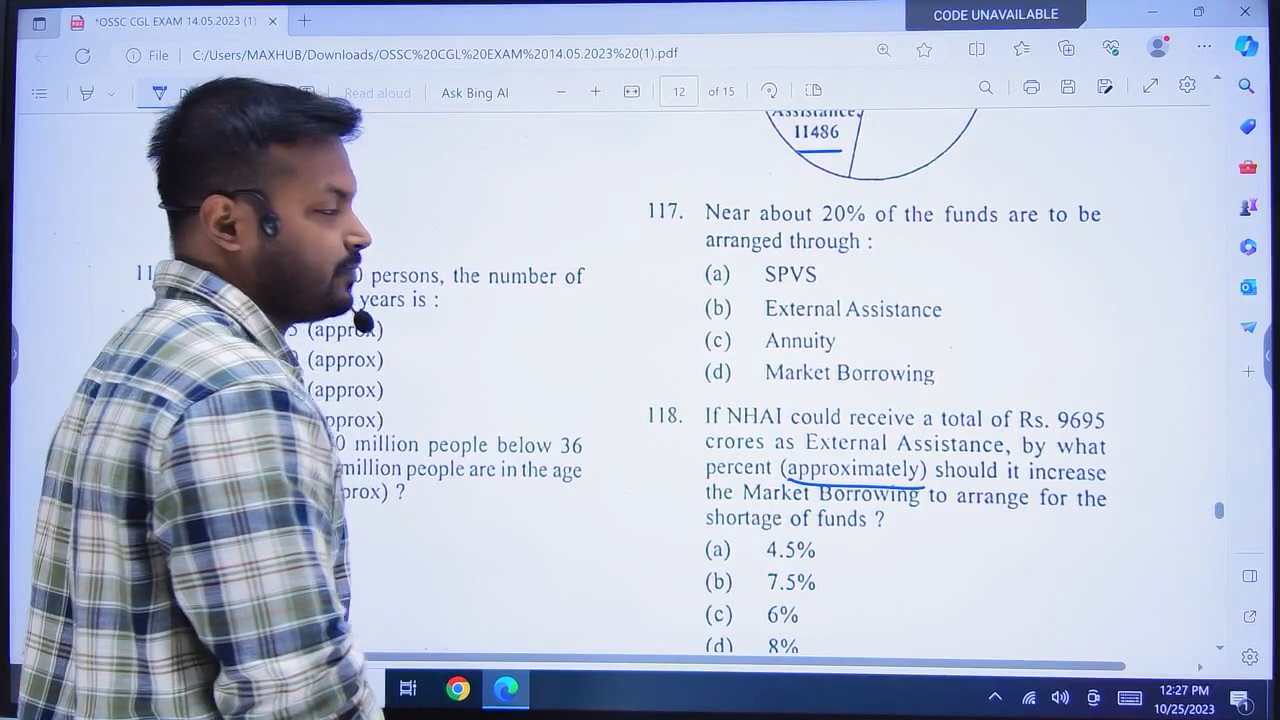 CODE UNAVAILABLE
*OSSC CGL EXAM 14.05.2023 (1)
File
C:/Users/MAXHUB/Downloads/OSSC%20CGL%20EXAM%2014.05.2023%20(1).pdf
Read aloud
Ask Bing AI
12
of 15
Assistance,
11486
persons, the number of
years is :
(approx)
(approx)
(approx)
million people below 36
million people are in the age
117. Near about 20% of the funds are to be
arranged through :
(a) SPVS
(b) External Assistance
(c) Annuity
(d) Market Borrowing
118. If NHAI could receive a total of Rs. 9695
crores as External Assistance, by what
percent (approximately) should it increase
the Market Borrowing to arrange for the
shortage of funds ?
(a) 4.5%
(b) 7.5%
(c) 6%
(d) 8%
12:27 PM
10/25/2023